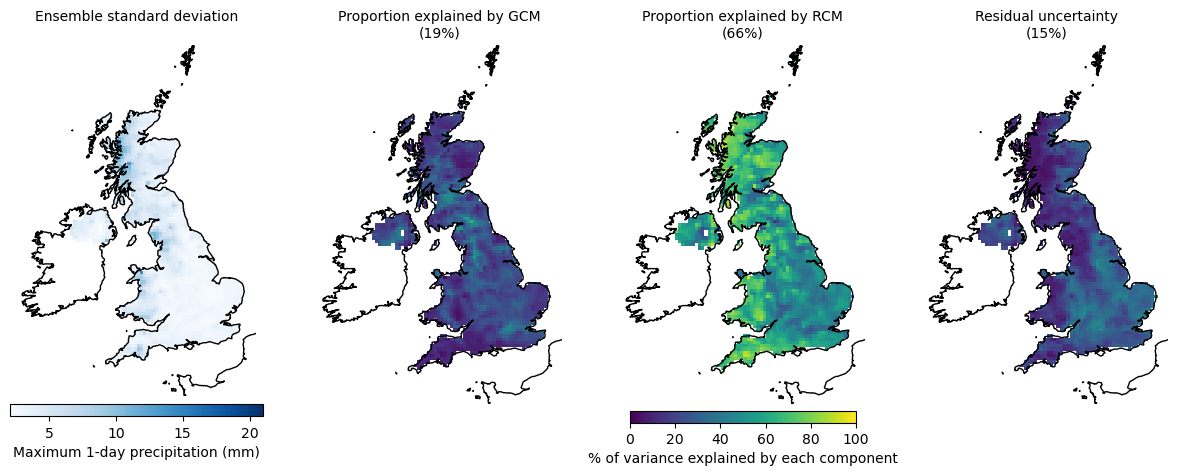 Ensemble standard deviation
Proportion explained by GCM
(19%)
Proportion explained by RCM
(66%)
Residual uncertainty
(15%)
5 10 15 20
Maximum 1-day precipitation (mm)
0 20 40 60 80 100
% of variance explained by each component